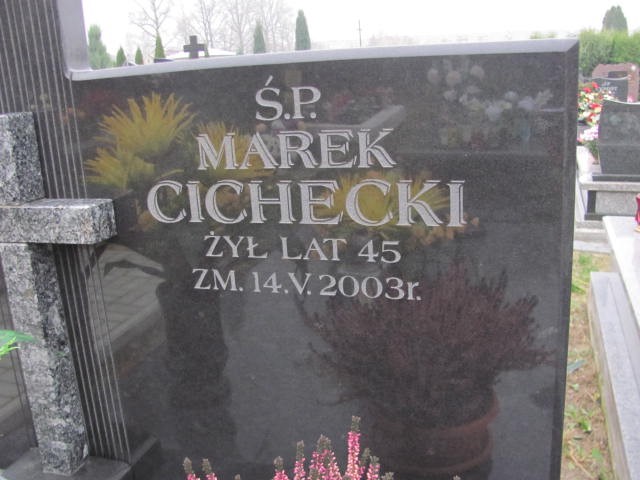 Ś.P.
MAREK
CICHECKI
ŻYŁ LAT 45
ZM. 14.V.2003r.